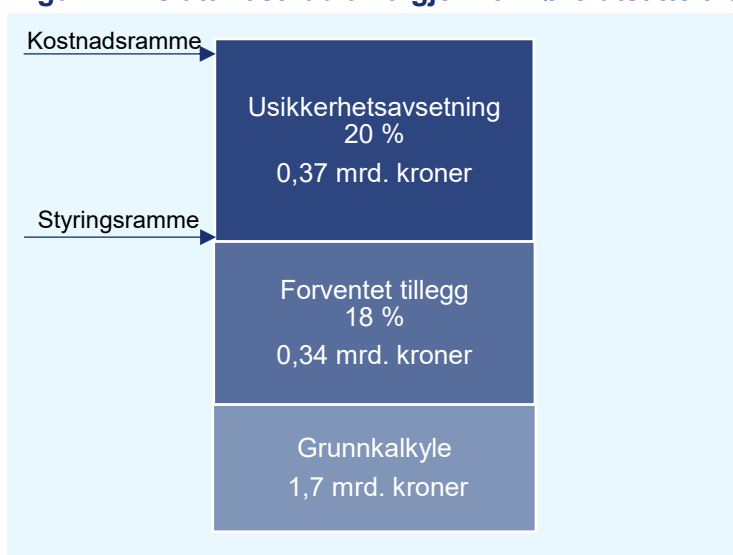 Kostnadsramme
Usikkerhetsavsetning
20 %
0,37 mrd. kroner
Styringsramme
Forventet tillegg
18 %
0,34 mrd. kroner
Grunnkalkyle
1,7 mrd. kroner